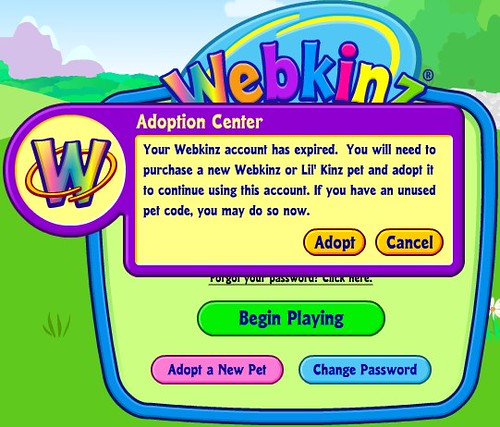 Webkinz®
Adoption Center
Your Webkinz account has expired.  You will need to
purchase a new Webkinz or Lil' Kinz pet and adopt it
to continue using this account. If you have an unused
pet code, you may do so now.
Adopt Cancel
Forgot your password? Click here.
Begin Playing
Adopt a New Pet Change Password
W